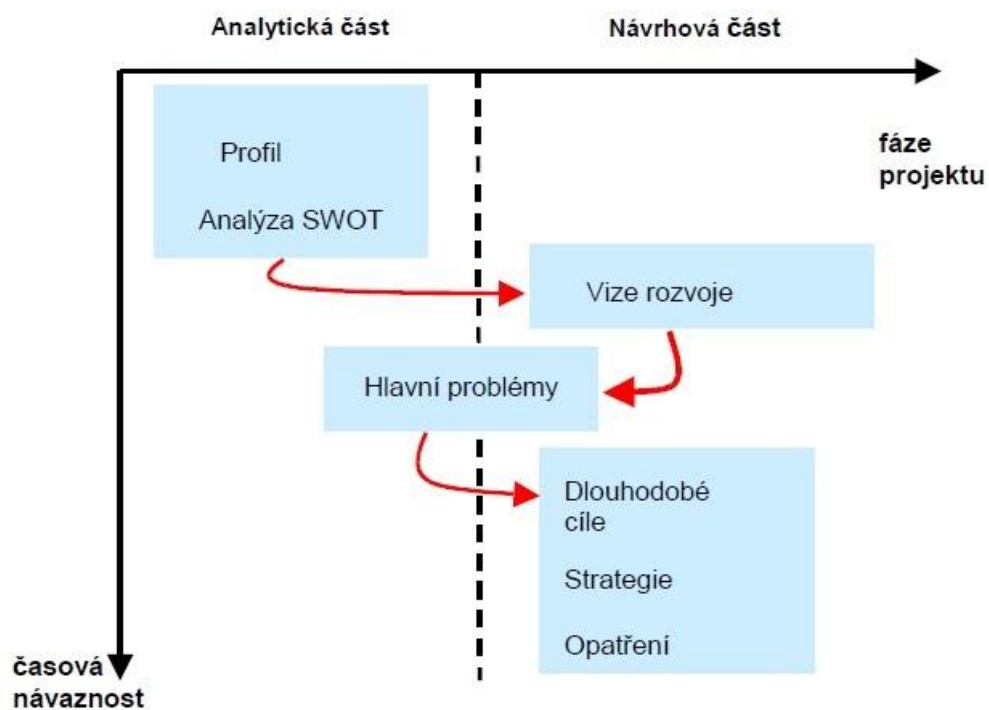 Analytická část
Návrhová část
fáze
projektu
Profil
Analýza SWOT
Vize rozvoje
Hlavní problémy
Dlouhodobé
cíle
Strategie
Opatření
časová
návaznost